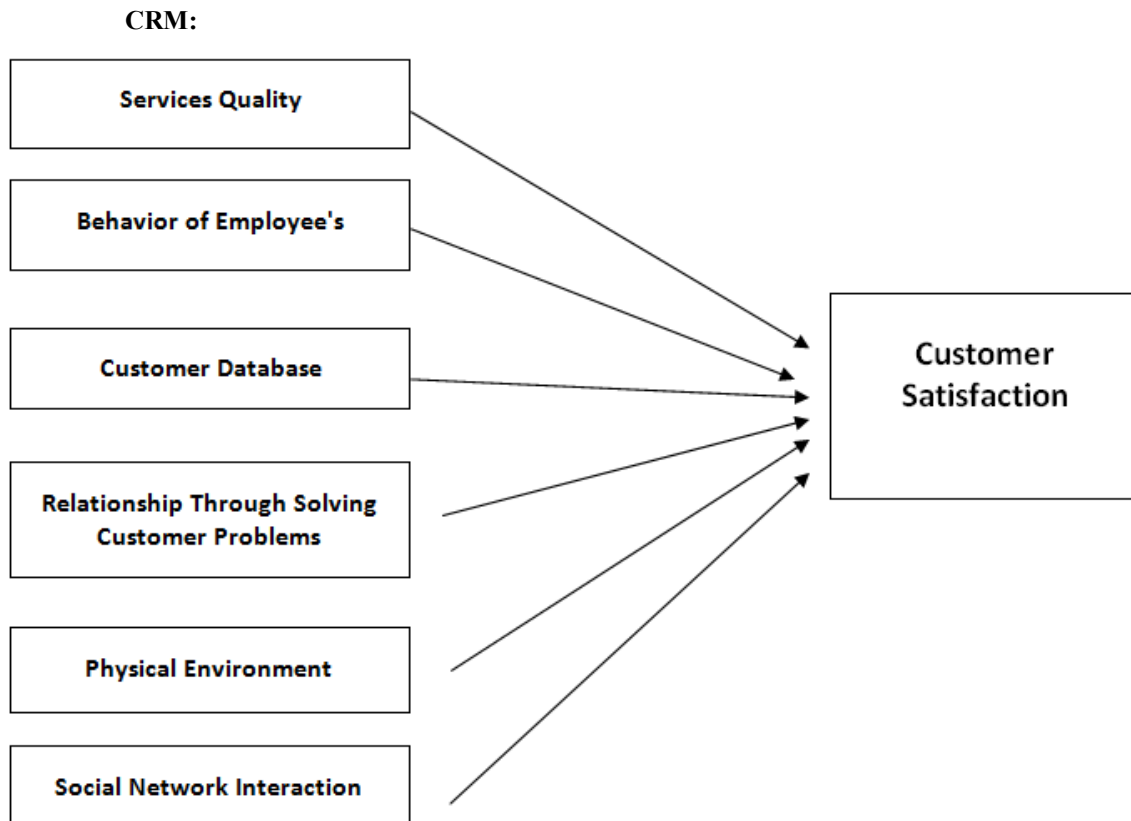 CRM:
Services Quality
Behavior of Employee's
Customer Database
Relationship Through Solving
Customer Problems
Physical Environment
Social Network Interaction
Customer
Satisfaction